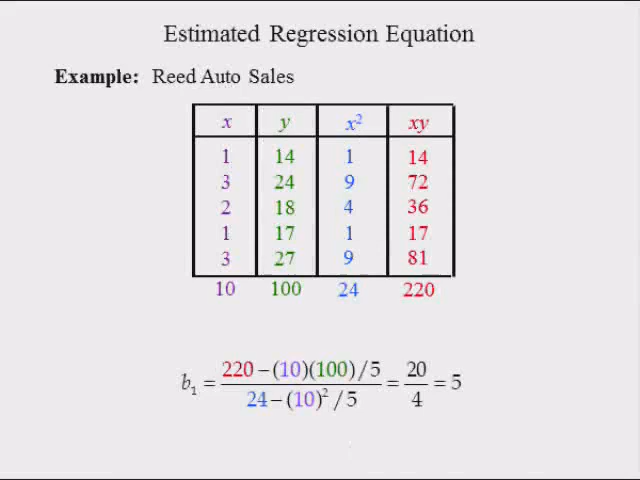 Estimated Regression Equation
Example: Reed Auto Sales
x y x² xy
1 14 1 14
3 24 9 72
2 18 4 36
1 17 1 17
3 27 9 81
10 100 24 220
b₁ = (220 – (10)(100) / 5) / (24 – (10)² / 5) = 20/4 = 5